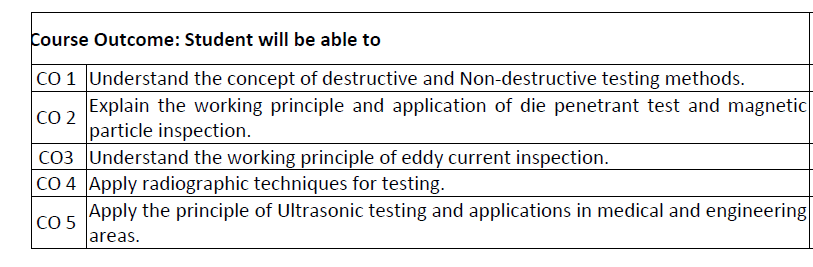 Course Outcome: Student will be able to
CO 1 Understand the concept of destructive and Non-destructive testing methods.
CO 2 Explain the working principle and application of die penetrant test and magnetic
particle inspection.
CO3 Understand the working principle of eddy current inspection.
CO 4 Apply radiographic techniques for testing.
CO 5 Apply the principle of Ultrasonic testing and applications in medical and engineering
areas.